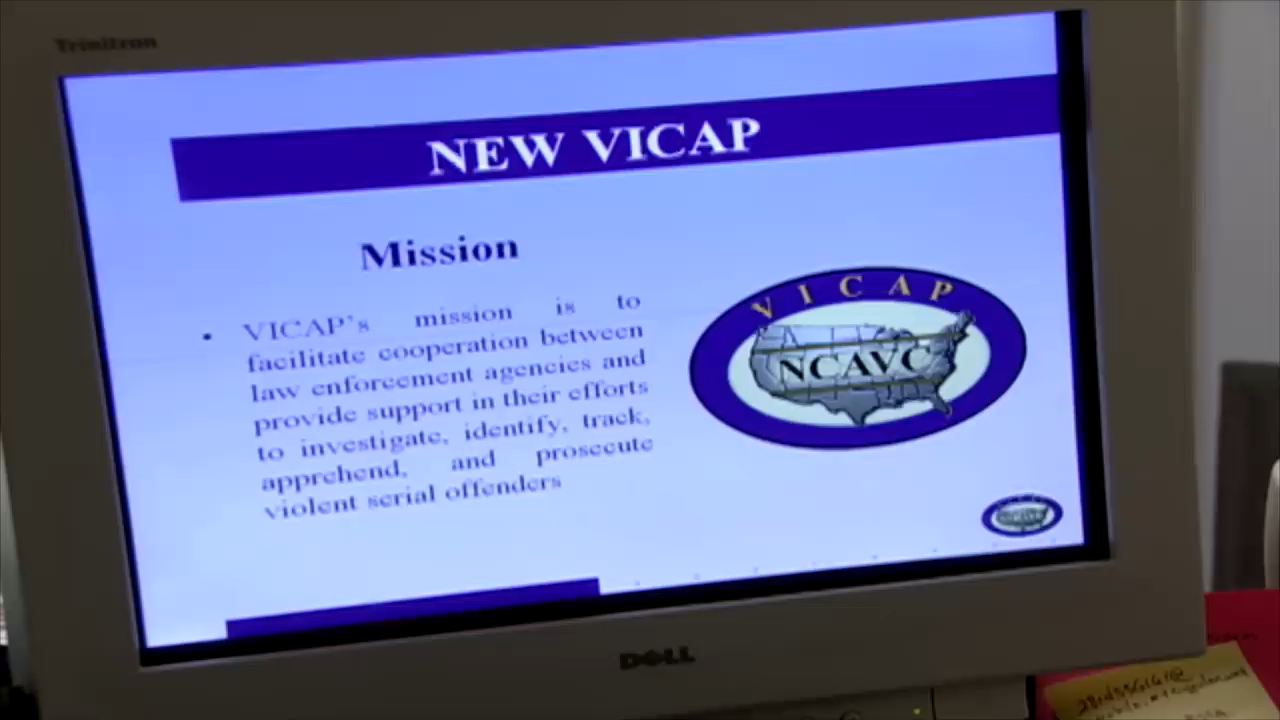 Trinitron
NEW VICAP
Mission
• VICAP's mission is to
facilitate cooperation between
law enforcement agencies and
provide support in their efforts
to investigate, identify, track,
apprehend, and prosecute
violent serial offenders
VICAP
NCAVC
DELL